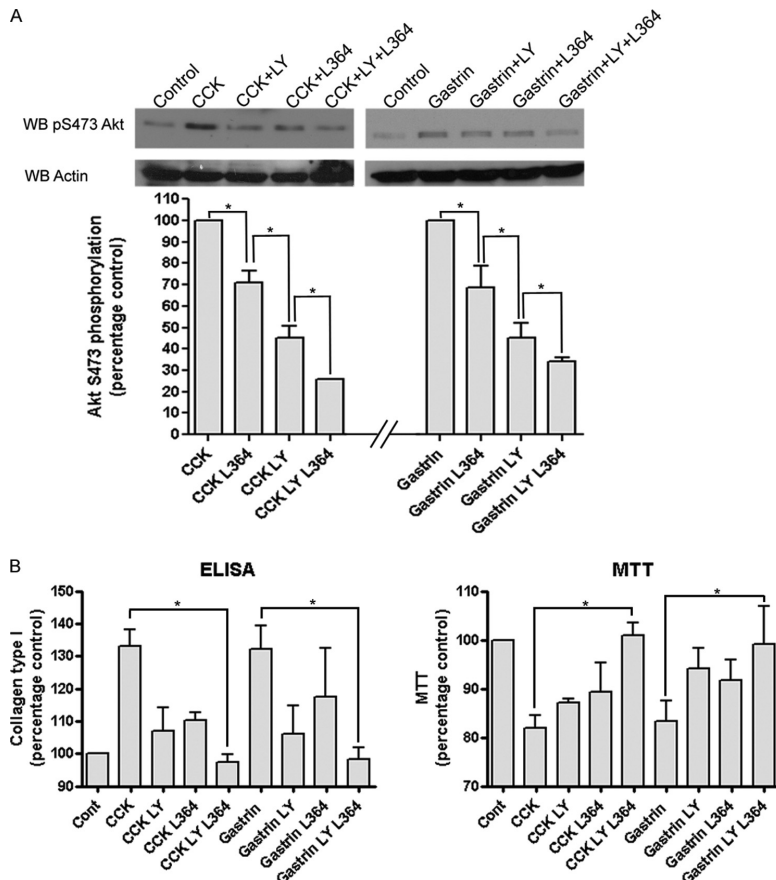 A
Control
CCK
CCK+LY
CCK+L364
CCK+LY+L364
Control
Gastrin
Gastrin+LY
Gastrin+L364
Gastrin+LY+L364
WB pS473 Akt
WB Actin
Akt S473 phosphorylation
(percentage control)
110
100
90
80
70
60
50
40
30
20
10
0
*
*
*
*
*
*
CCK
CCK L364
CCK LY
CCK LY L364
Gastrin
Gastrin L364
Gastrin LY
Gastrin LY L364
B
ELISA
Collagen type I
(percentage control)
150
140
130
120
110
100
90
*
*
Cont
CCK
CCK LY
CCK L364
CCK LY L364
Gastrin
Gastrin LY
Gastrin L364
Gastrin LY L364
MTT
MTT
(percentage control)
110
100
90
80
70
*
*
Cont
CCK
CCK LY
CCK L364
CCK LY L364
Gastrin
Gastrin LY
Gastrin L364
Gastrin LY L364